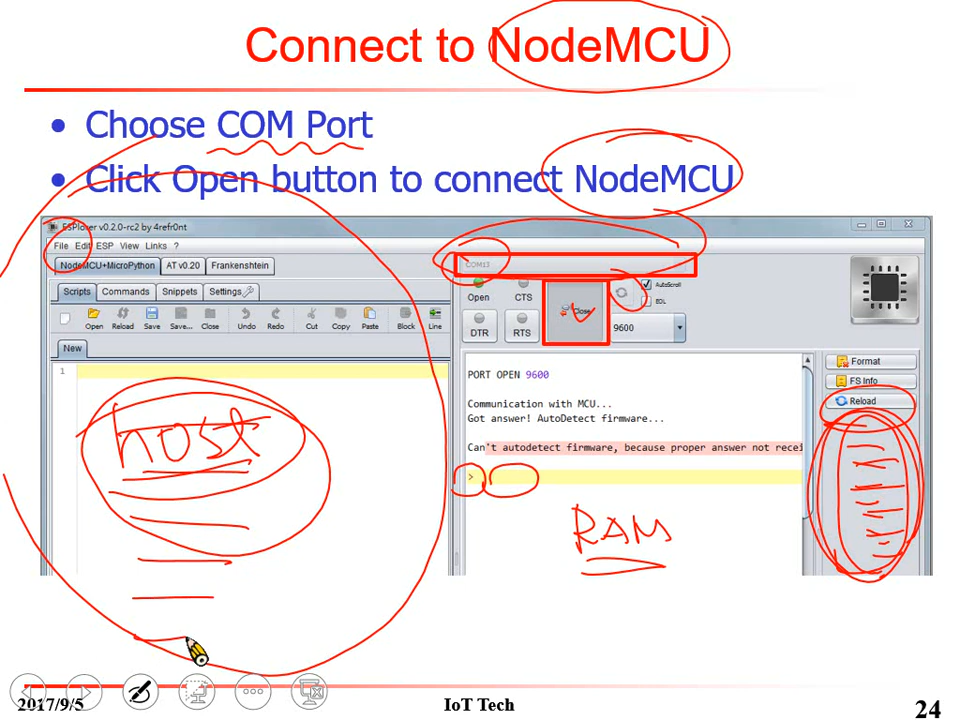 Connect to NodeMCU
• Choose COM Port
• Click Open button to connect NodeMCU
ESPlorer v0.2.0-rc2 by 4refr0nt
File Edit ESP View Links ?
NodeMCU+MicroPython AT v0.20 Frankenshtein
Scripts Commands Snippets Settings
Open Reload Save Save... Close Undo Redo Cut Copy Paste Block Line
New
1
host
COM13
Open CTS Close AutoScroll
EOL
DTR RTS 9600
PORT OPEN 9600
Communication with MCU...
Got answer! AutoDetect firmware...
Can't autodetect firmware, because proper answer not recei
>
RAM
Format
FS Info
Reload
2017/9/5 IoT Tech 24